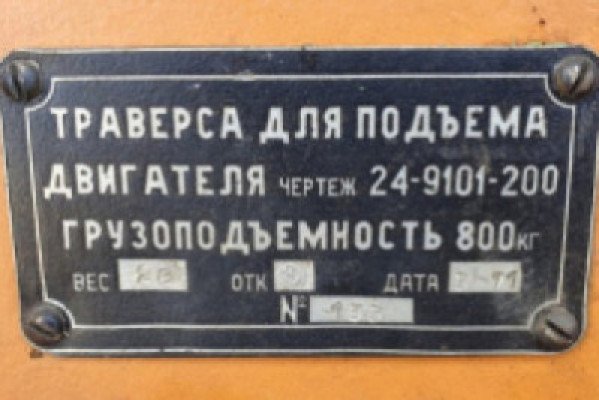 ТРАВЕРСА ДЛЯ ПОДЪЕМА
ДВИГАТЕЛЯ ЧЕРТЕЖ 24-9101-200
ГРУЗОПОДЪЕМНОСТЬ 800кг
ВЕС ОТК ДАТА
№